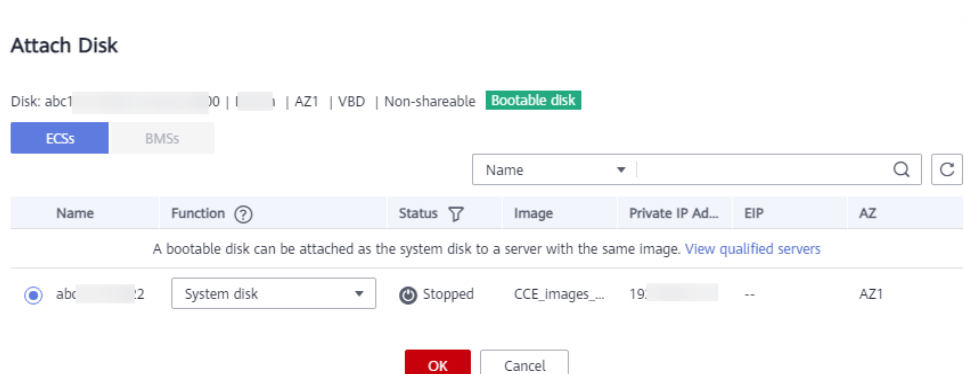 Attach Disk
Disk: abc1 00 | | AZ1 | VBD | Non-shareable Bootable disk
ECSs BMSs
Name
Name Function ? Status Image Private IP Ad... EIP AZ
A bootable disk can be attached as the system disk to a server with the same image. View qualified servers
abc 22 System disk Stopped CCE_images_... 19. -- AZ1
OK Cancel